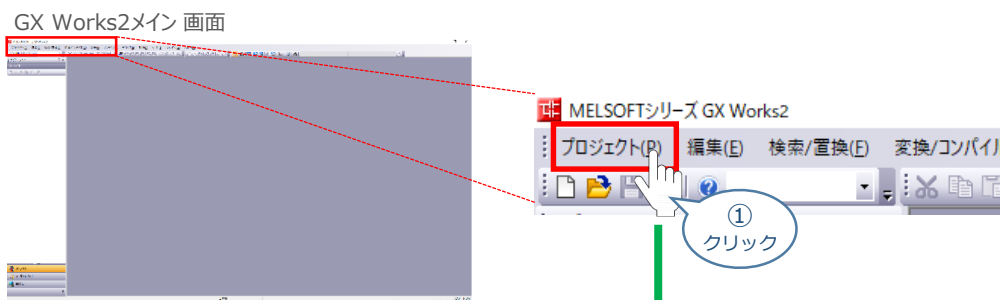 GX Works2メイン 画面
MELSOFTシリーズ GX Works2
プロジェクト(P) 編集(E) 検索/置換(F) 変換/コンパイル
①
クリック